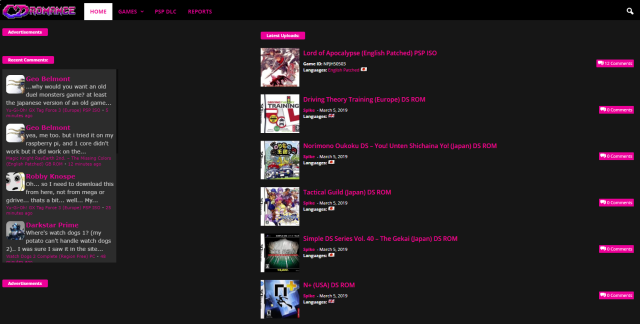 CDROMANCE
HOME
GAMES
PSP DLC
REPORTS
Advertisements
Recent Comments:
Geo Belmont
...why would you want an old
duel monsters game? at least
the japanese version of an old game...
Geo Belmont
yea, me too. but i tried it on my
raspberry pi, and 1 core didn't
work but it did work on the...
Robby Knospe
Oh... so I need to download this
from here, not from mega or
gdrive... thats a bit... well... My...
Darkstar Prime
Where's watch dogs 1? (my
potato can't handle watch dogs
2).. I was sure I saw it in the site...
Advertisements
Latest Uploads:
Lord of Apocalypse (English Patched) PSP ISO
Game ID: NPJH50505
Languages: English Patched
12 Comments
Driving Theory Training (Europe) DS ROM
Spike - March 5, 2019
Languages:
0 Comments
Norimono Oukoku DS – You! Unten Shichaina Yo! (Japan) DS ROM
Spike - March 5, 2019
Languages:
0 Comments
Tactical Guild (Japan) DS ROM
Spike - March 5, 2019
Languages:
0 Comments
Simple DS Series Vol. 40 – The Gekai (Japan) DS ROM
Spike - March 5, 2019
Languages:
0 Comments
N+ (USA) DS ROM
Spike - March 5, 2019
Languages:
0 Comments